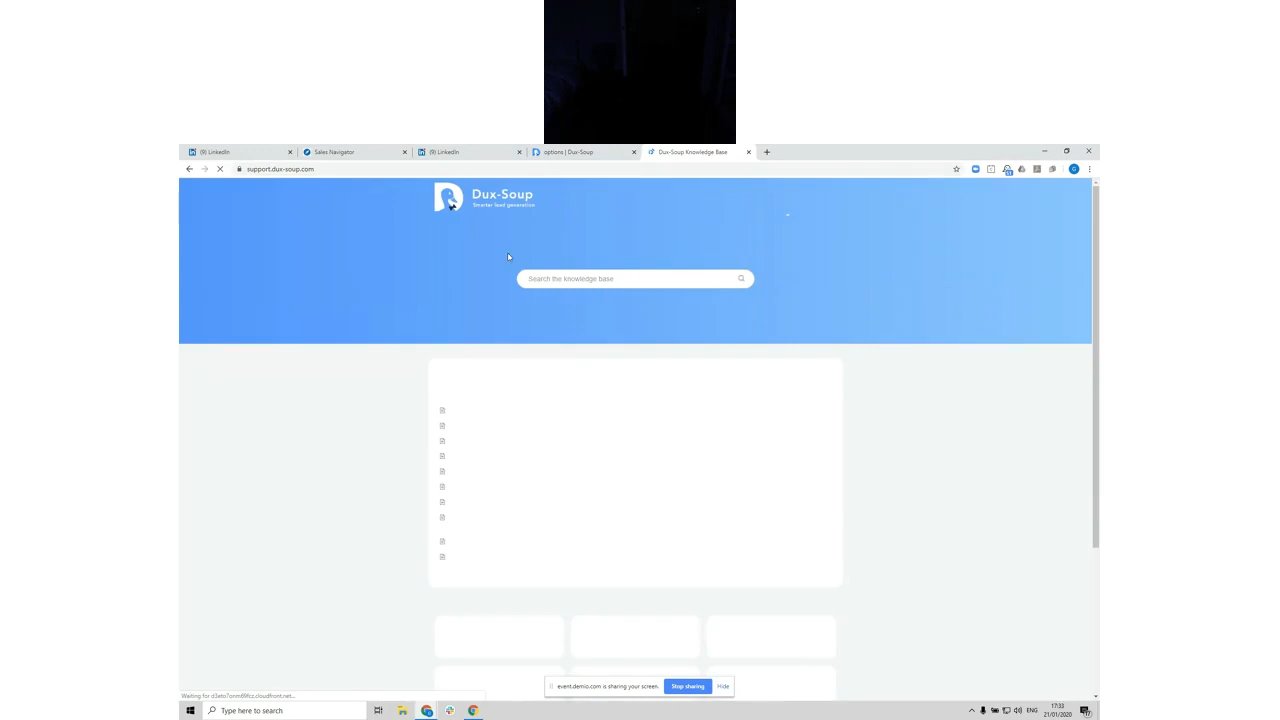 (9) LinkedIn
Sales Navigator
(9) LinkedIn
options | Dux-Soup
Dux-Soup Knowledge Base
support.dux-soup.com
Dux-Soup
Smarter lead generation
Search the knowledge base
event.demio.com is sharing your screen.
Stop sharing
Hide
Type here to search
ENG
17:33
21/01/2020